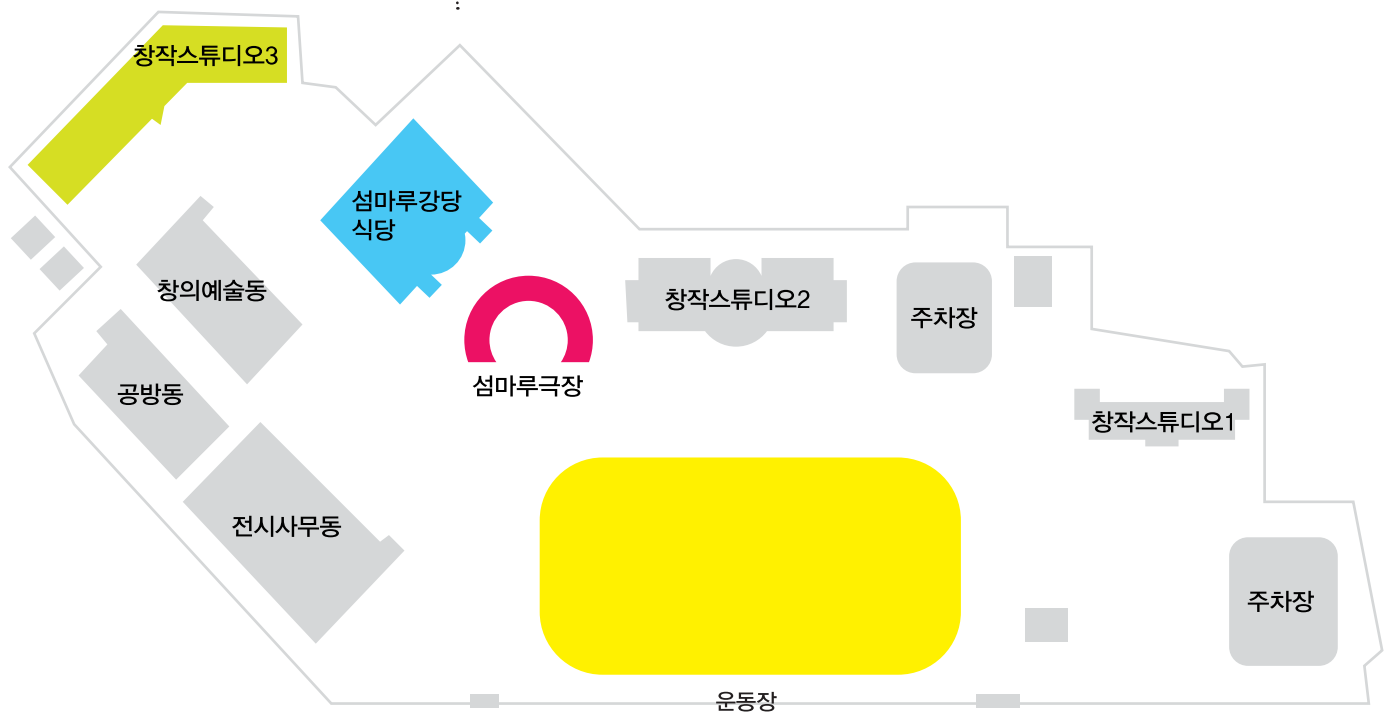 :
창작스튜디오3
섬마루강당
식당
창의예술동
창작스튜디오2
주차장
섬마루극장
공방동
창작스튜디오1
전시사무동
주차장
운동장